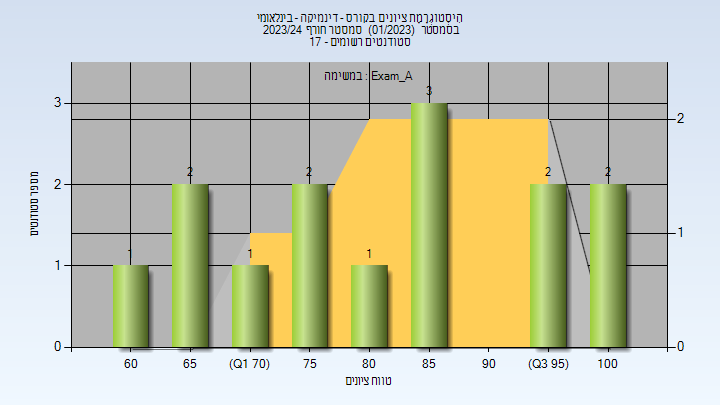 היסטוגרמת ציונים בקורס - דינמיקה - בינלאומי
בסמסטר (01/2023) סמסטר חורף 2023/24
סטודנטים רשומים - 17
במשימה : Exam_A
3
2
1
0
2
1
0
1
2
1
2
1
3
2
2
מספר סטודנטים
60
65
(Q1 70)
75
80
85
90
(Q3 95)
100
טווח ציונים